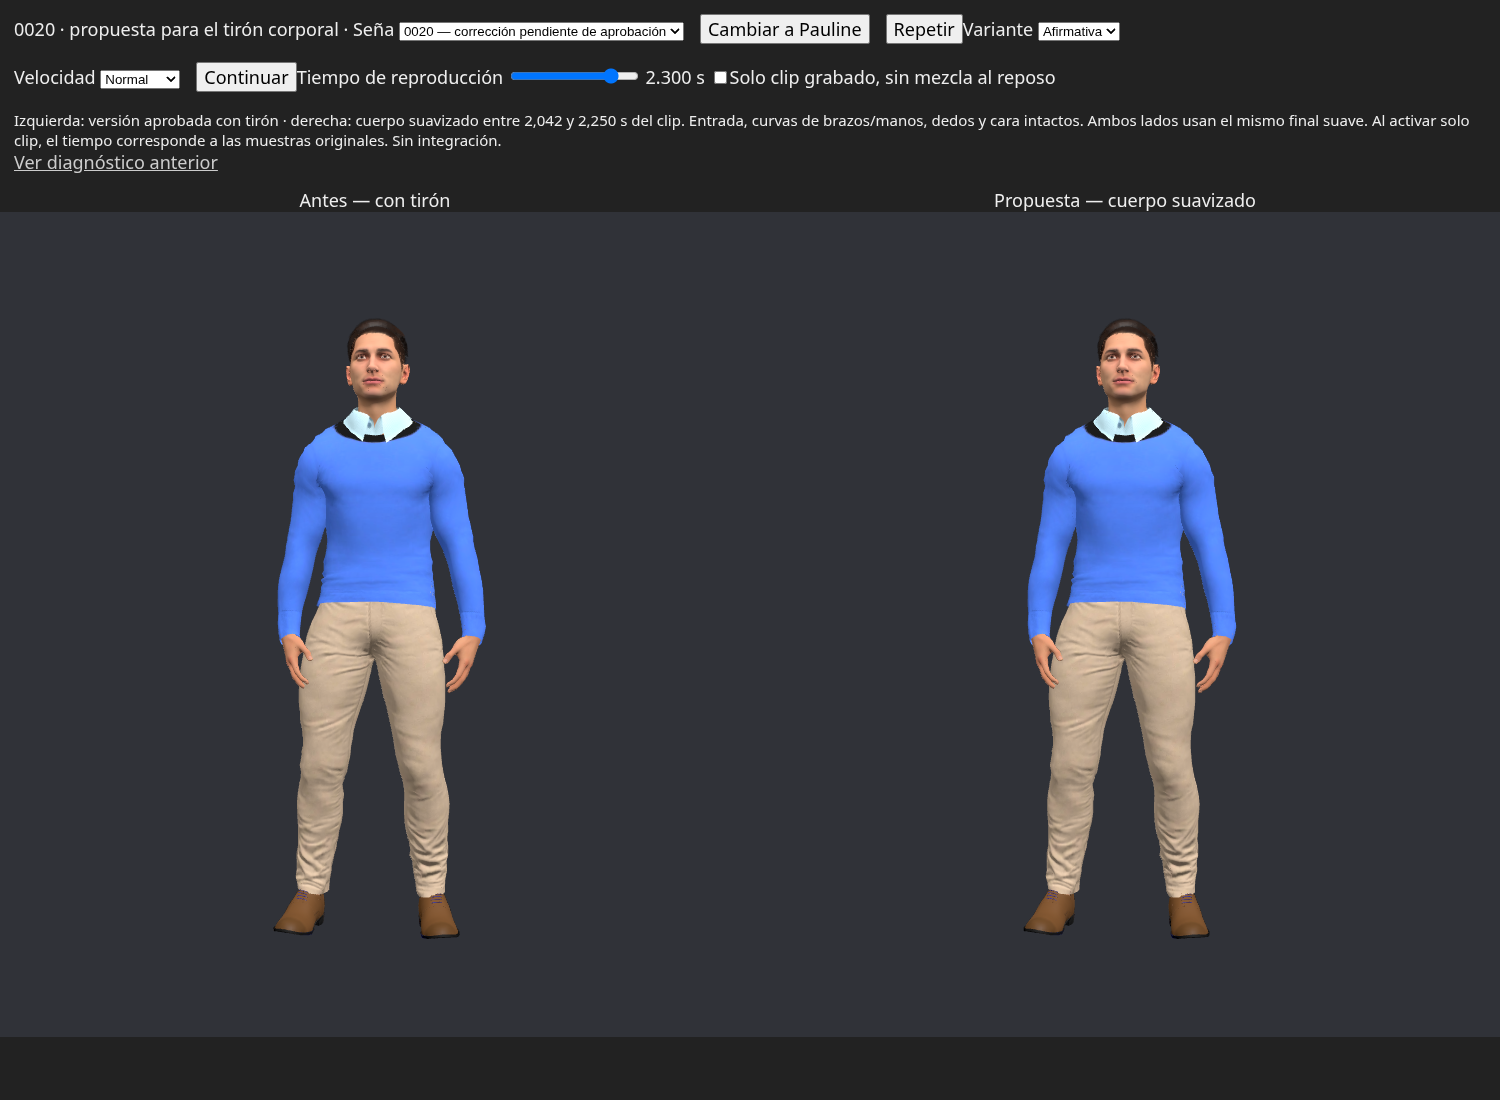 0020 · propuesta para el tirón corporal · Seña 0020 — corrección pendiente de aprobación Cambiar a Pauline Repetir Variante Afirmativa
Velocidad Normal Continuar Tiempo de reproducción 2.300 s Solo clip grabado, sin mezcla al reposo
Izquierda: versión aprobada con tirón · derecha: cuerpo suavizado entre 2,042 y 2,250 s del clip. Entrada, curvas de brazos/manos, dedos y cara intactos. Ambos lados usan el mismo final suave. Al activar solo
clip, el tiempo corresponde a las muestras originales. Sin integración.
Ver diagnóstico anterior
Antes — con tirón
Propuesta — cuerpo suavizado